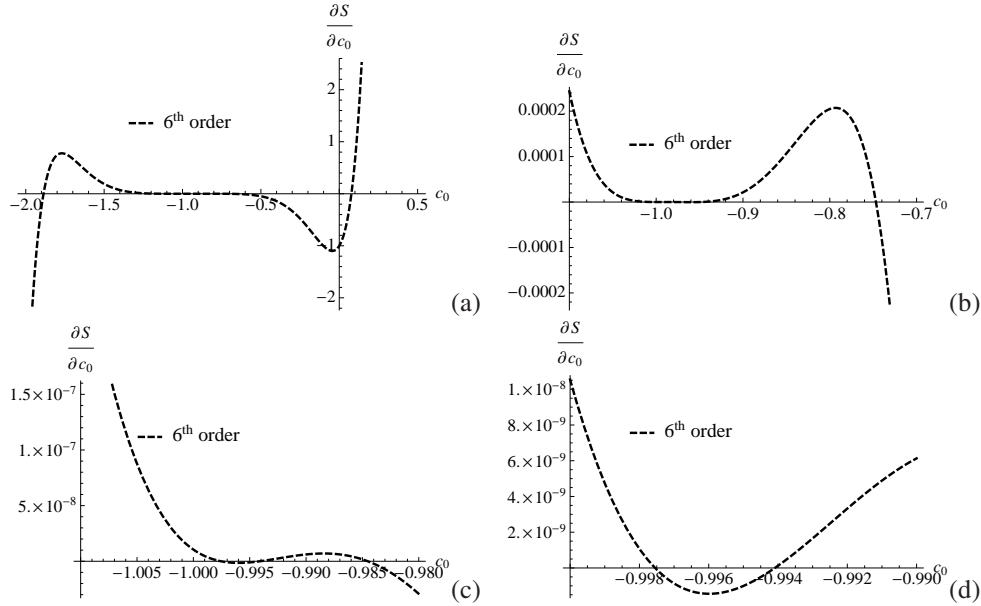 ∂S
∂c₀
2
6ᵗʰ order
1
−2.0 −1.5 −1.0 −0.5 0.5 c₀
−1
−2
(a)
∂S
∂c₀
0.0002
6ᵗʰ order
0.0001
−1.0 −0.9 −0.8 −0.7 c₀
−0.0001
−0.0002
(b)
∂S
∂c₀
1.5×10⁻⁷
6ᵗʰ order
1.×10⁻⁷
5.×10⁻⁸
−1.005 −1.000 −0.995 −0.990 −0.985 −0.980 c₀
(c)
∂S
∂c₀
1.×10⁻⁸
8.×10⁻⁹
6ᵗʰ order
6.×10⁻⁹
4.×10⁻⁹
2.×10⁻⁹
−0.998 −0.996 −0.994 −0.992 −0.990 c₀
(d)